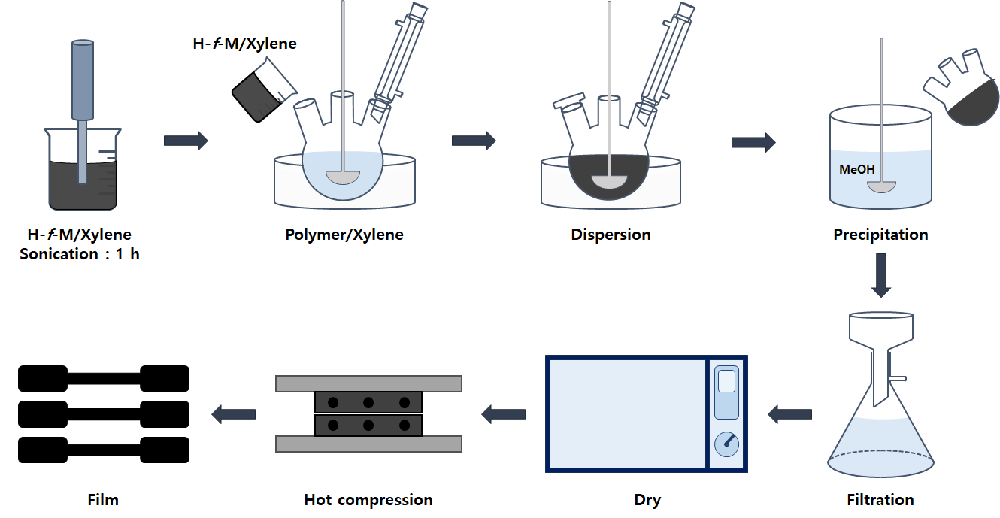 H-f-M/Xylene
H-f-M/Xylene
Sonication : 1 h
Polymer/Xylene
Dispersion
MeOH
Precipitation
Film
Hot compression
Dry
Filtration